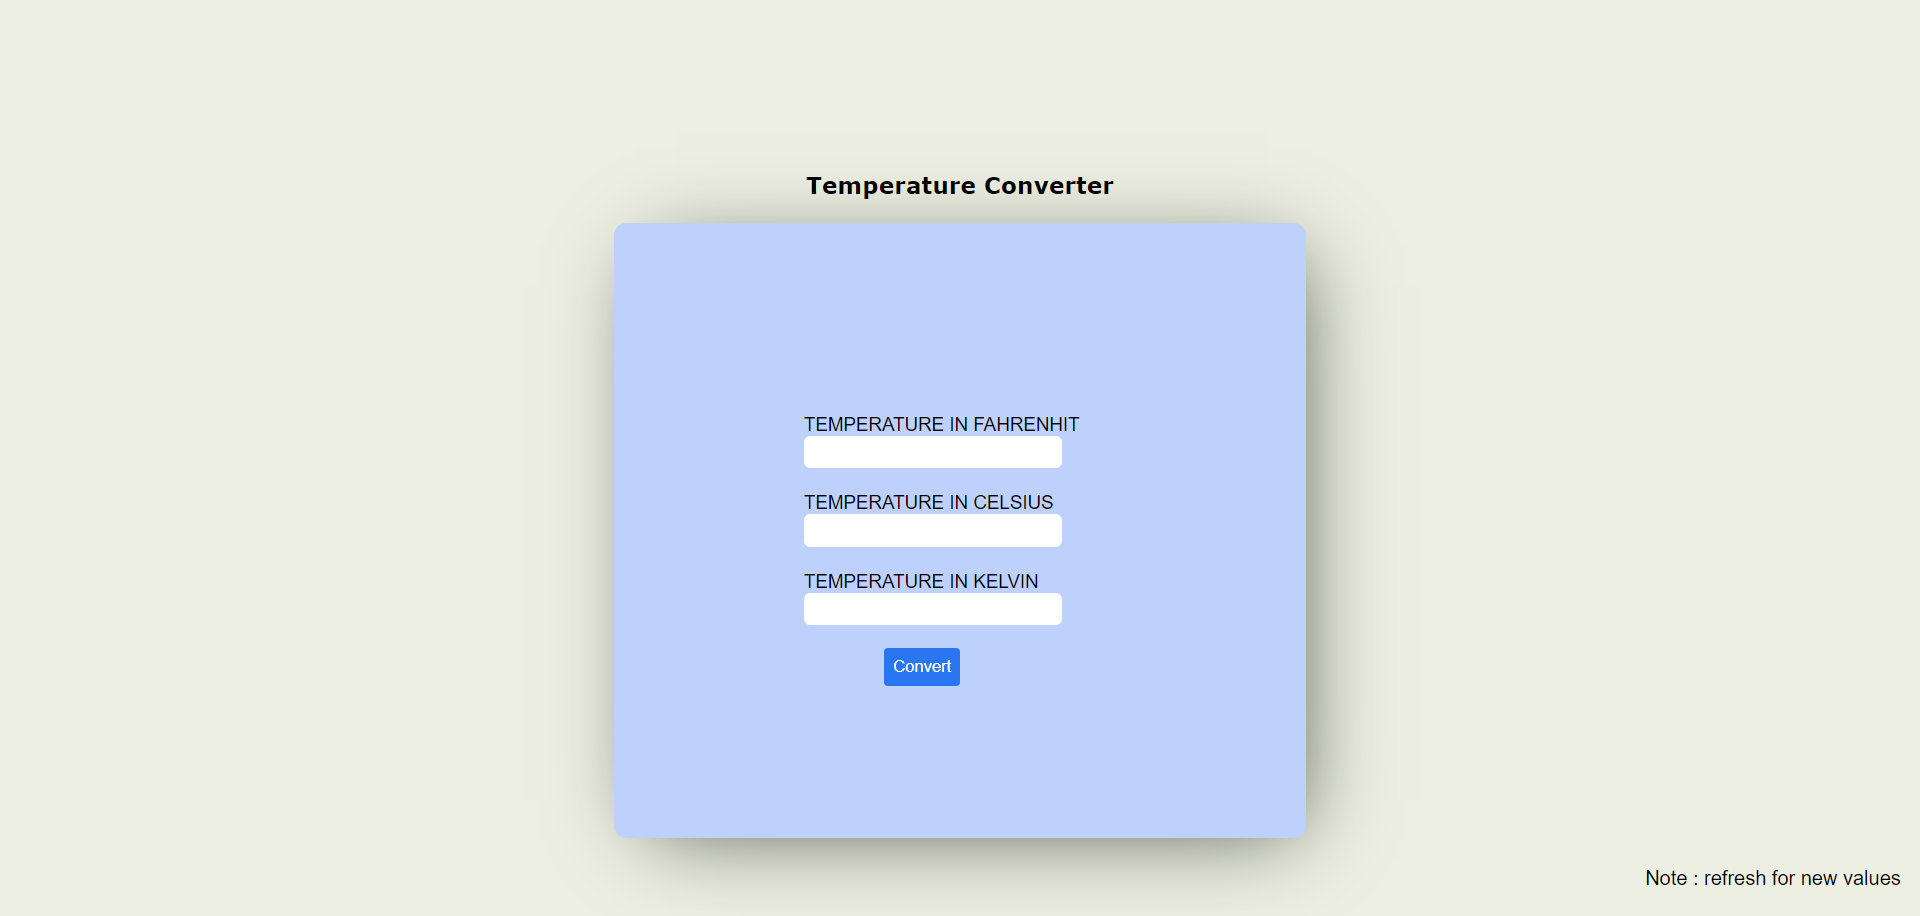 Temperature Converter
TEMPERATURE IN FAHRENHIT
TEMPERATURE IN CELSIUS
TEMPERATURE IN KELVIN
Convert
Note : refresh for new values